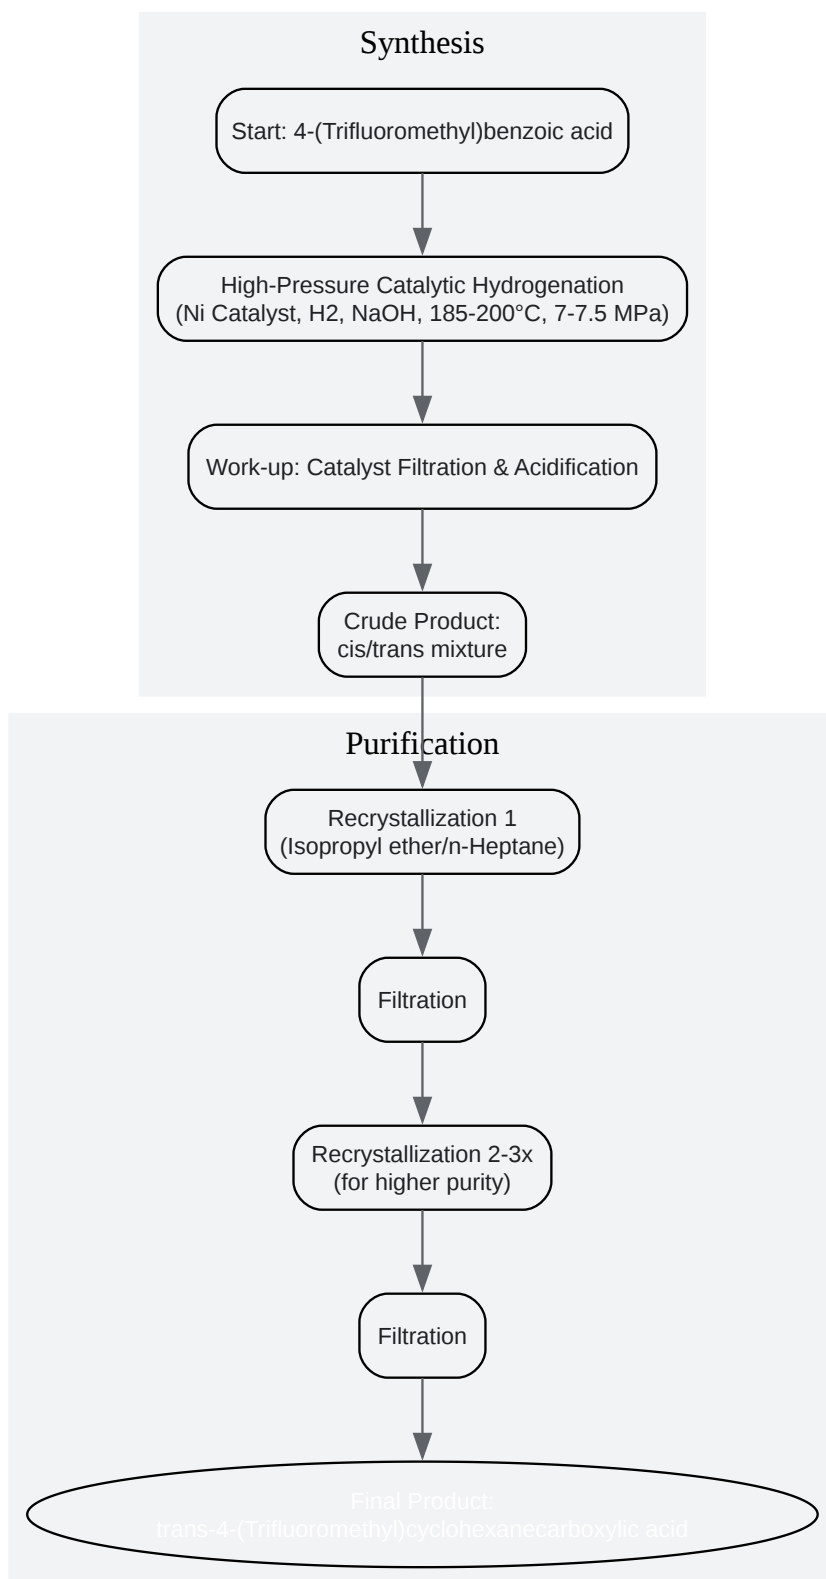 Synthesis
Start: 4-(Trifluoromethyl)benzoic acid
High-Pressure Catalytic Hydrogenation
(Ni Catalyst, H2, NaOH, 185-200°C, 7-7.5 MPa)
Work-up: Catalyst Filtration & Acidification
Crude Product:
cis/trans mixture
Purification
Recrystallization 1
(Isopropyl ether/n-Heptane)
Filtration
Recrystallization 2-3x
(for higher purity)
Filtration
Final Product:
trans-4-(Trifluoromethyl)cyclohexanecarboxylic acid